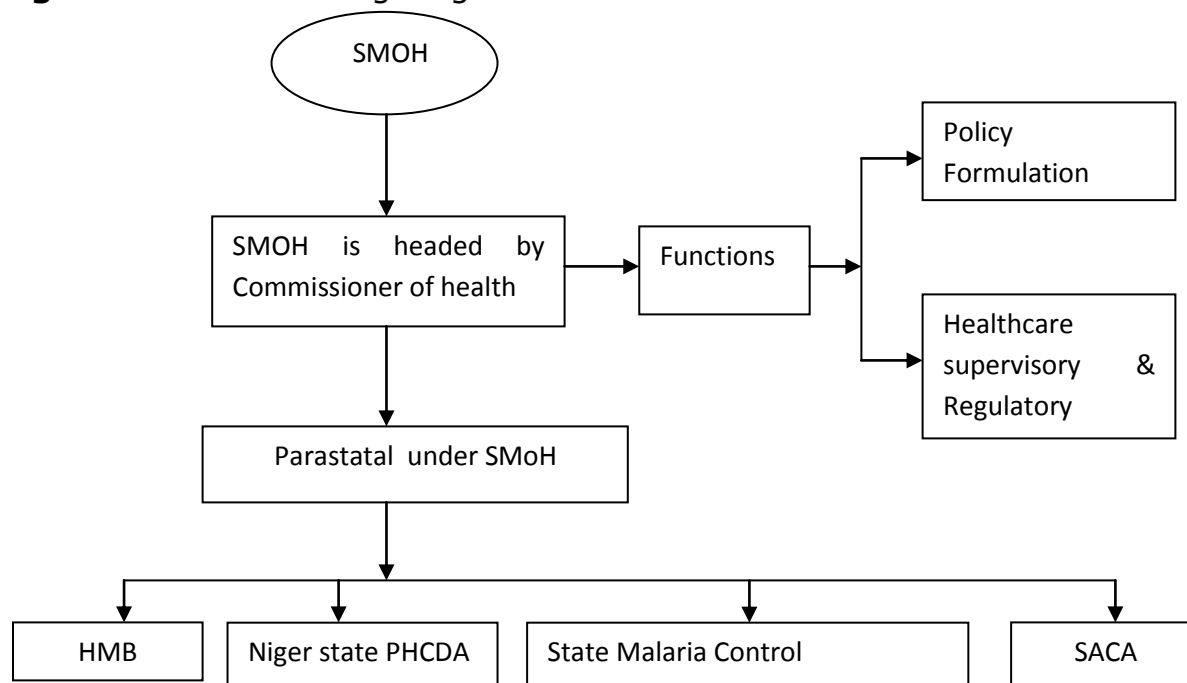 SMOH
Policy
Formulation
SMOH is headed by
Commissioner of health
Functions
Healthcare
supervisory &
Regulatory
Parastatal under SMoH
HMB
Niger state PHCDA
State Malaria Control
SACA